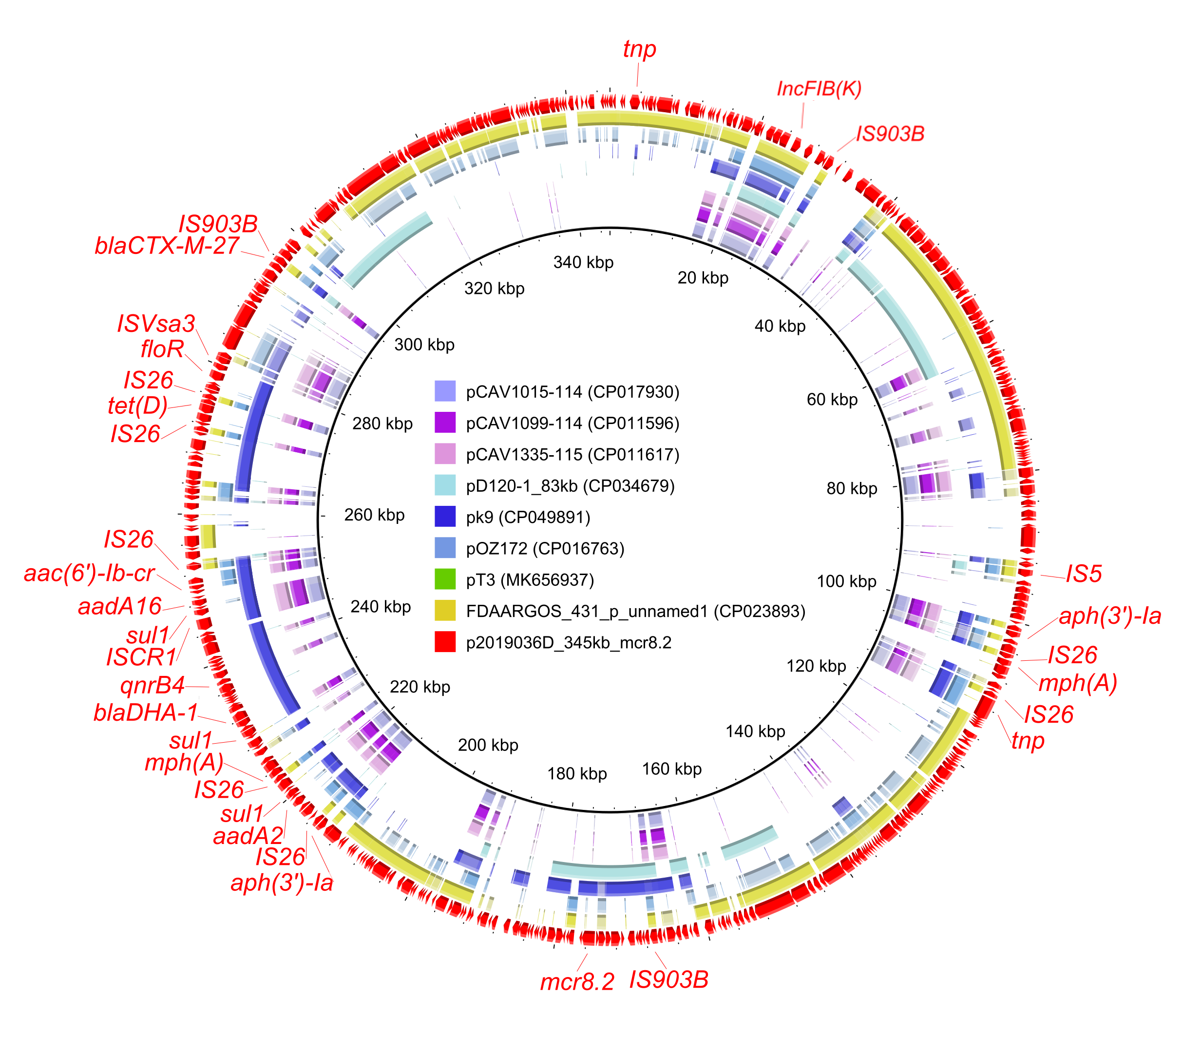 tnp
IncFIB(K)
IS903B
IS903B
blaCTX-M-27
ISVsa3
floR
IS26
tet(D)
IS26
IS26
aac(6')-Ib-cr
aadA16
sul1
ISCR1
qnrB4
blaDHA-1
sul1
mph(A)
IS26
sul1
aadA2
IS26
aph(3')-Ia
mcr8.2
IS903B
IS5
aph(3')-Ia
IS26
mph(A)
IS26
tnp
340 kbp
20 kbp
40 kbp
60 kbp
80 kbp
100 kbp
120 kbp
140 kbp
160 kbp
180 kbp
200 kbp
220 kbp
240 kbp
260 kbp
280 kbp
300 kbp
320 kbp
pCAV1015-114 (CP017930)
pCAV1099-114 (CP011596)
pCAV1335-115 (CP011617)
pD120-1_83kb (CP034679)
pk9 (CP049891)
pOZ172 (CP016763)
pT3 (MK656937)
FDAARGOS_431_p_unnamed1 (CP023893)
p2019036D_345kb_mcr8.2